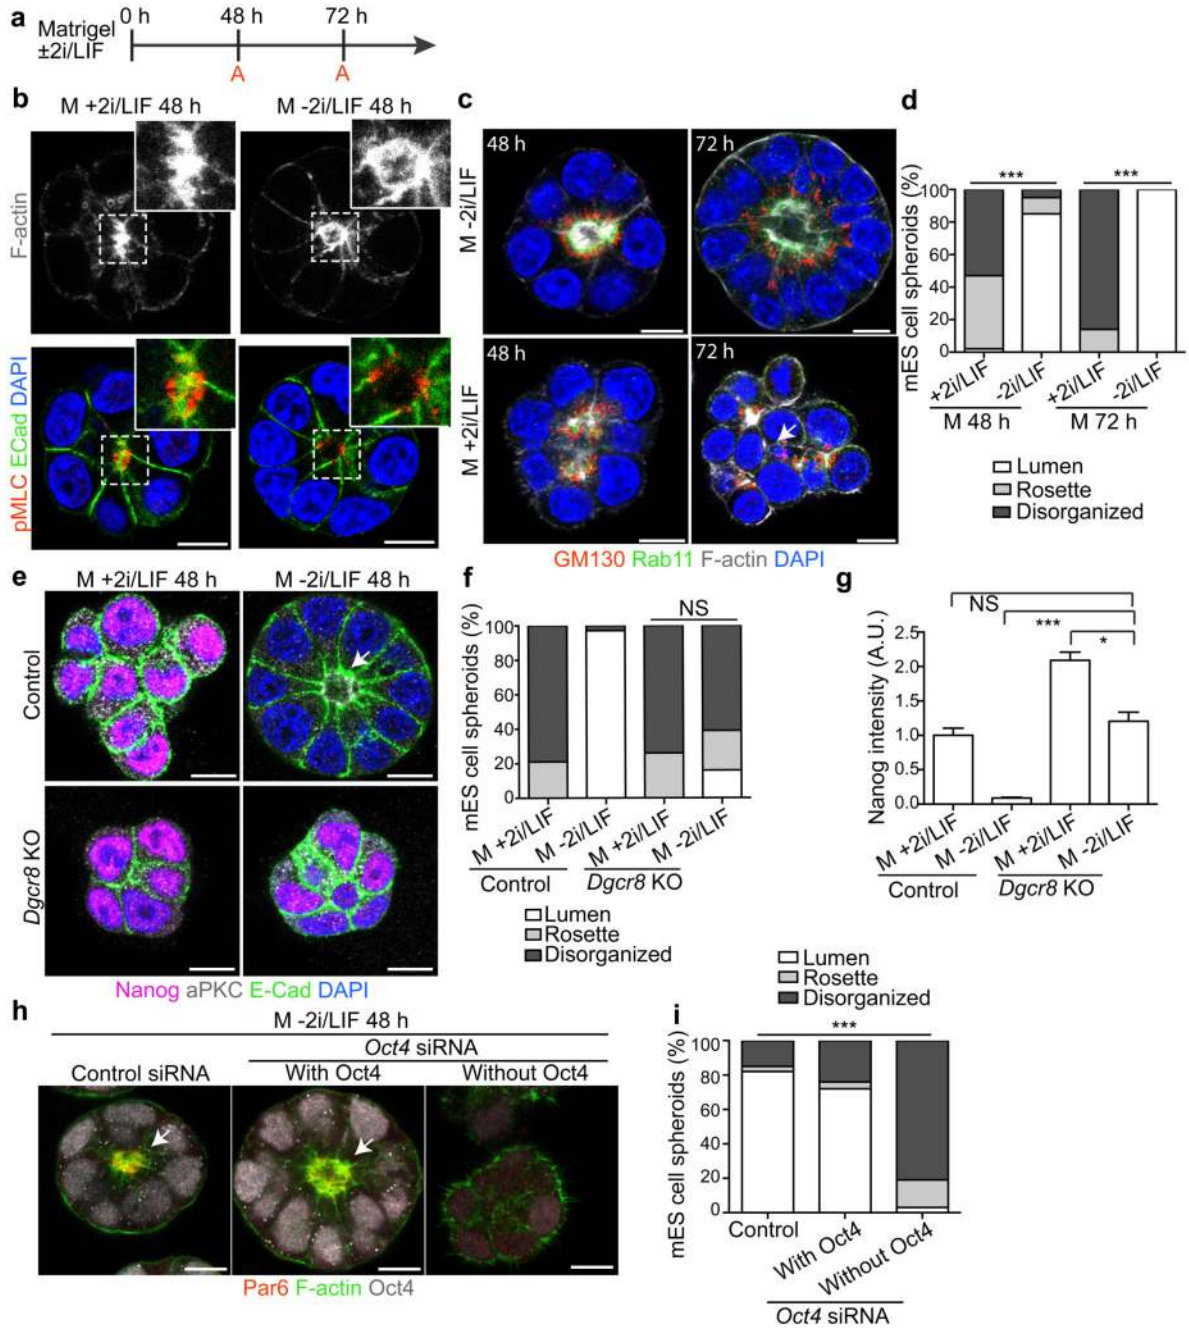 a
0 h 48 h 72 h
Matrigel
±2i/LIF
A A
b
M +2i/LIF 48 h M -2i/LIF 48 h
F-actin
pMLC ECad DAPI
c
48 h 72 h
M -2i/LIF
48 h 72 h
M +2i/LIF
GM130 Rab11 F-actin DAPI
d
mES cell spheroids (%)
*** ***
100
80
60
40
20
0
+2i/LIF -2i/LIF +2i/LIF -2i/LIF
M 48 h M 72 h
Lumen
Rosette
Disorganized
e
M +2i/LIF 48 h M -2i/LIF 48 h
Control
Dgcr8 KO
Nanog aPKC E-Cad DAPI
f
mES cell spheroids (%)
NS
100
80
60
40
20
0
M +2i/LIF M -2i/LIF M +2i/LIF M -2i/LIF
Control Dgcr8 KO
Lumen
Rosette
Disorganized
g
Nanog intensity (A.U.)
NS
***
*
2.5
2.0
1.5
1.0
0.5
0.0
M +2i/LIF M -2i/LIF M +2i/LIF M -2i/LIF
Control Dgcr8 KO
h
M -2i/LIF 48 h
Oct4 siRNA
Control siRNA With Oct4 Without Oct4
Par6 F-actin Oct4
Lumen
Rosette
Disorganized
i
mES cell spheroids (%)
***
100
80
60
40
20
0
Control With Oct4 Without Oct4
Oct4 siRNA